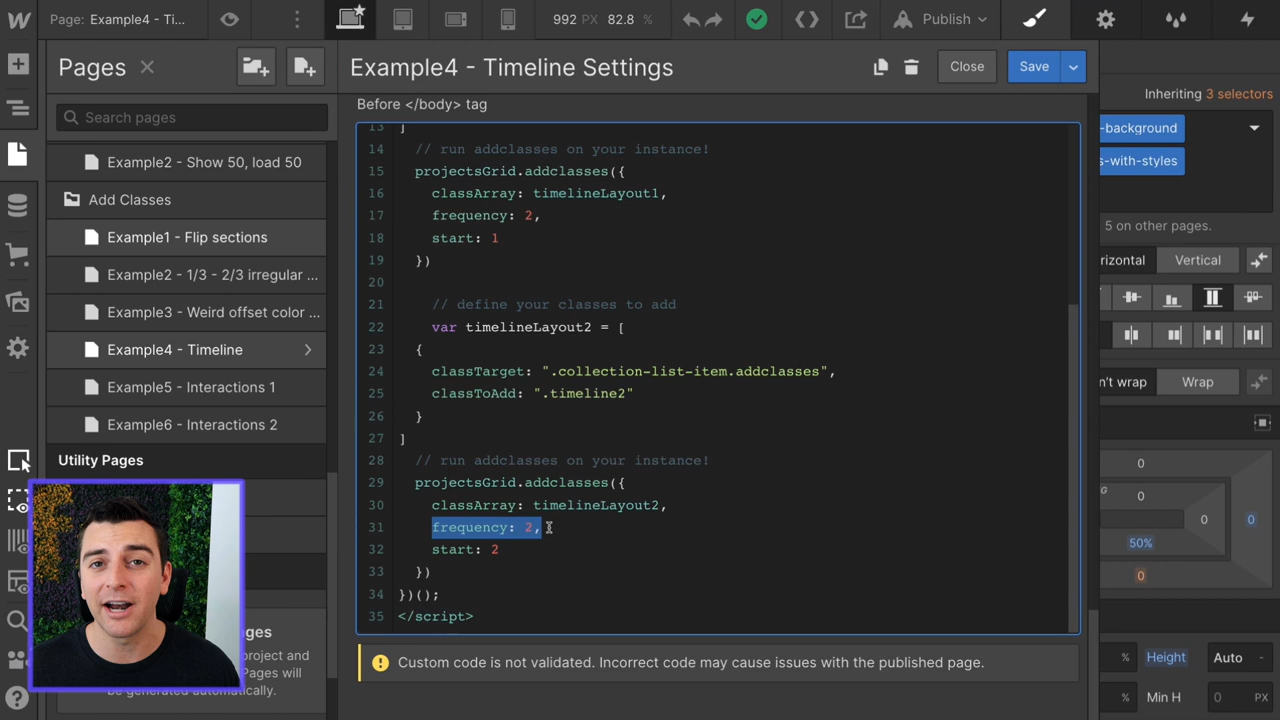 Page: Example4 - Ti...
992 PX 82.8 %
Publish
Pages
Example4 - Timeline Settings
Close
Save
Search pages
Example2 - Show 50, load 50
Add Classes
Example1 - Flip sections
Example2 - 1/3 - 2/3 irregular ...
Example3 - Weird offset color ...
Example4 - Timeline
Example5 - Interactions 1
Example6 - Interactions 2
Utility Pages
ges
project and
Pages will
be generated automatically.
Before </body> tag
13 ]
14 // run addclasses on your instance!
15 projectsGrid.addclasses({
16 classArray: timelineLayout1,
17 frequency: 2,
18 start: 1
19 })
20
21 // define your classes to add
22 var timelineLayout2 = [
23 {
24 classTarget: ".collection-list-item.addclasses",
25 classToAdd: ".timeline2"
26 }
27 ]
28 // run addclasses on your instance!
29 projectsGrid.addclasses({
30 classArray: timelineLayout2,
31 frequency: 2,
32 start: 2
33 })
34 })();
35 </script>
Custom code is not validated. Incorrect code may cause issues with the published page.
Inheriting 3 selectors
-background
s-with-styles
5 on other pages.
rizontal Vertical
n't wrap Wrap
0
G 0
0 0
50%
0
% Height Auto -
% Min H 0 PX